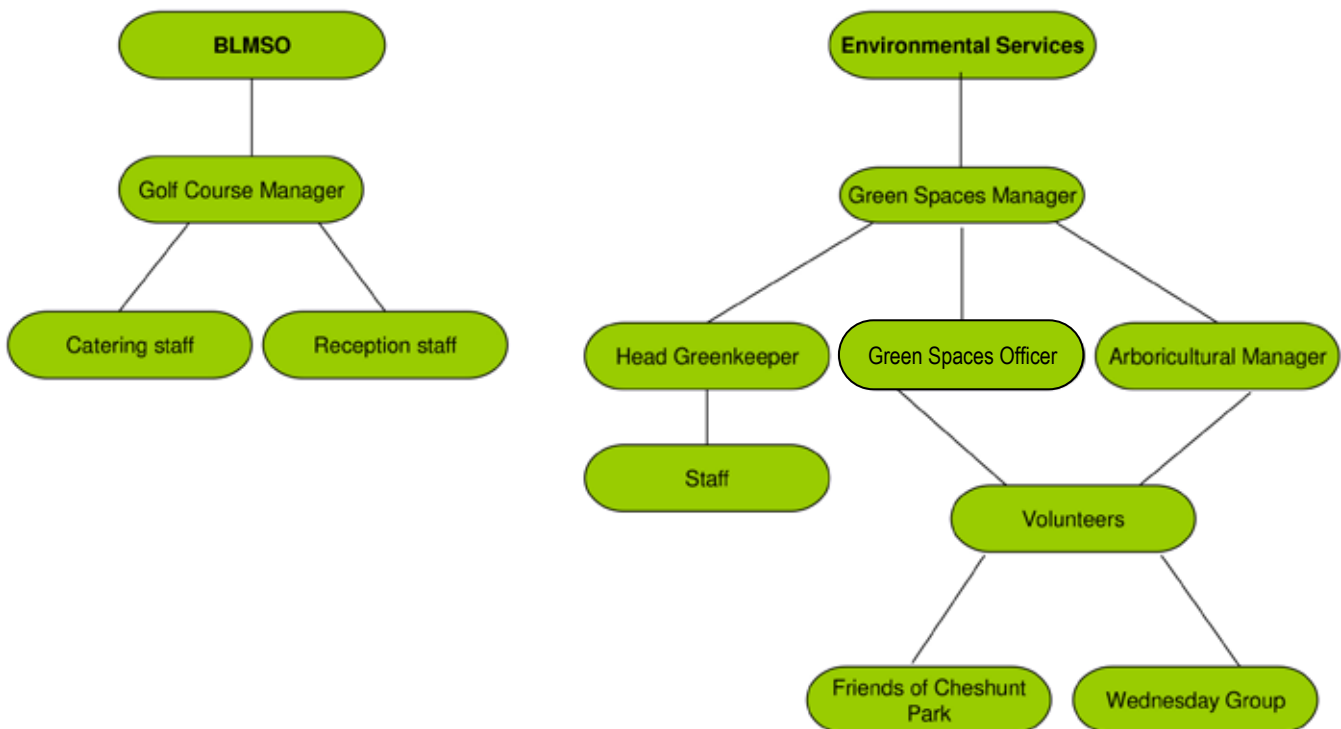 BLMSO
Environmental Services
Golf Course Manager
Green Spaces Manager
Catering staff
Reception staff
Head Greenkeeper
Green Spaces Officer
Arboricultural Manager
Staff
Volunteers
Friends of Cheshunt
Park
Wednesday Group